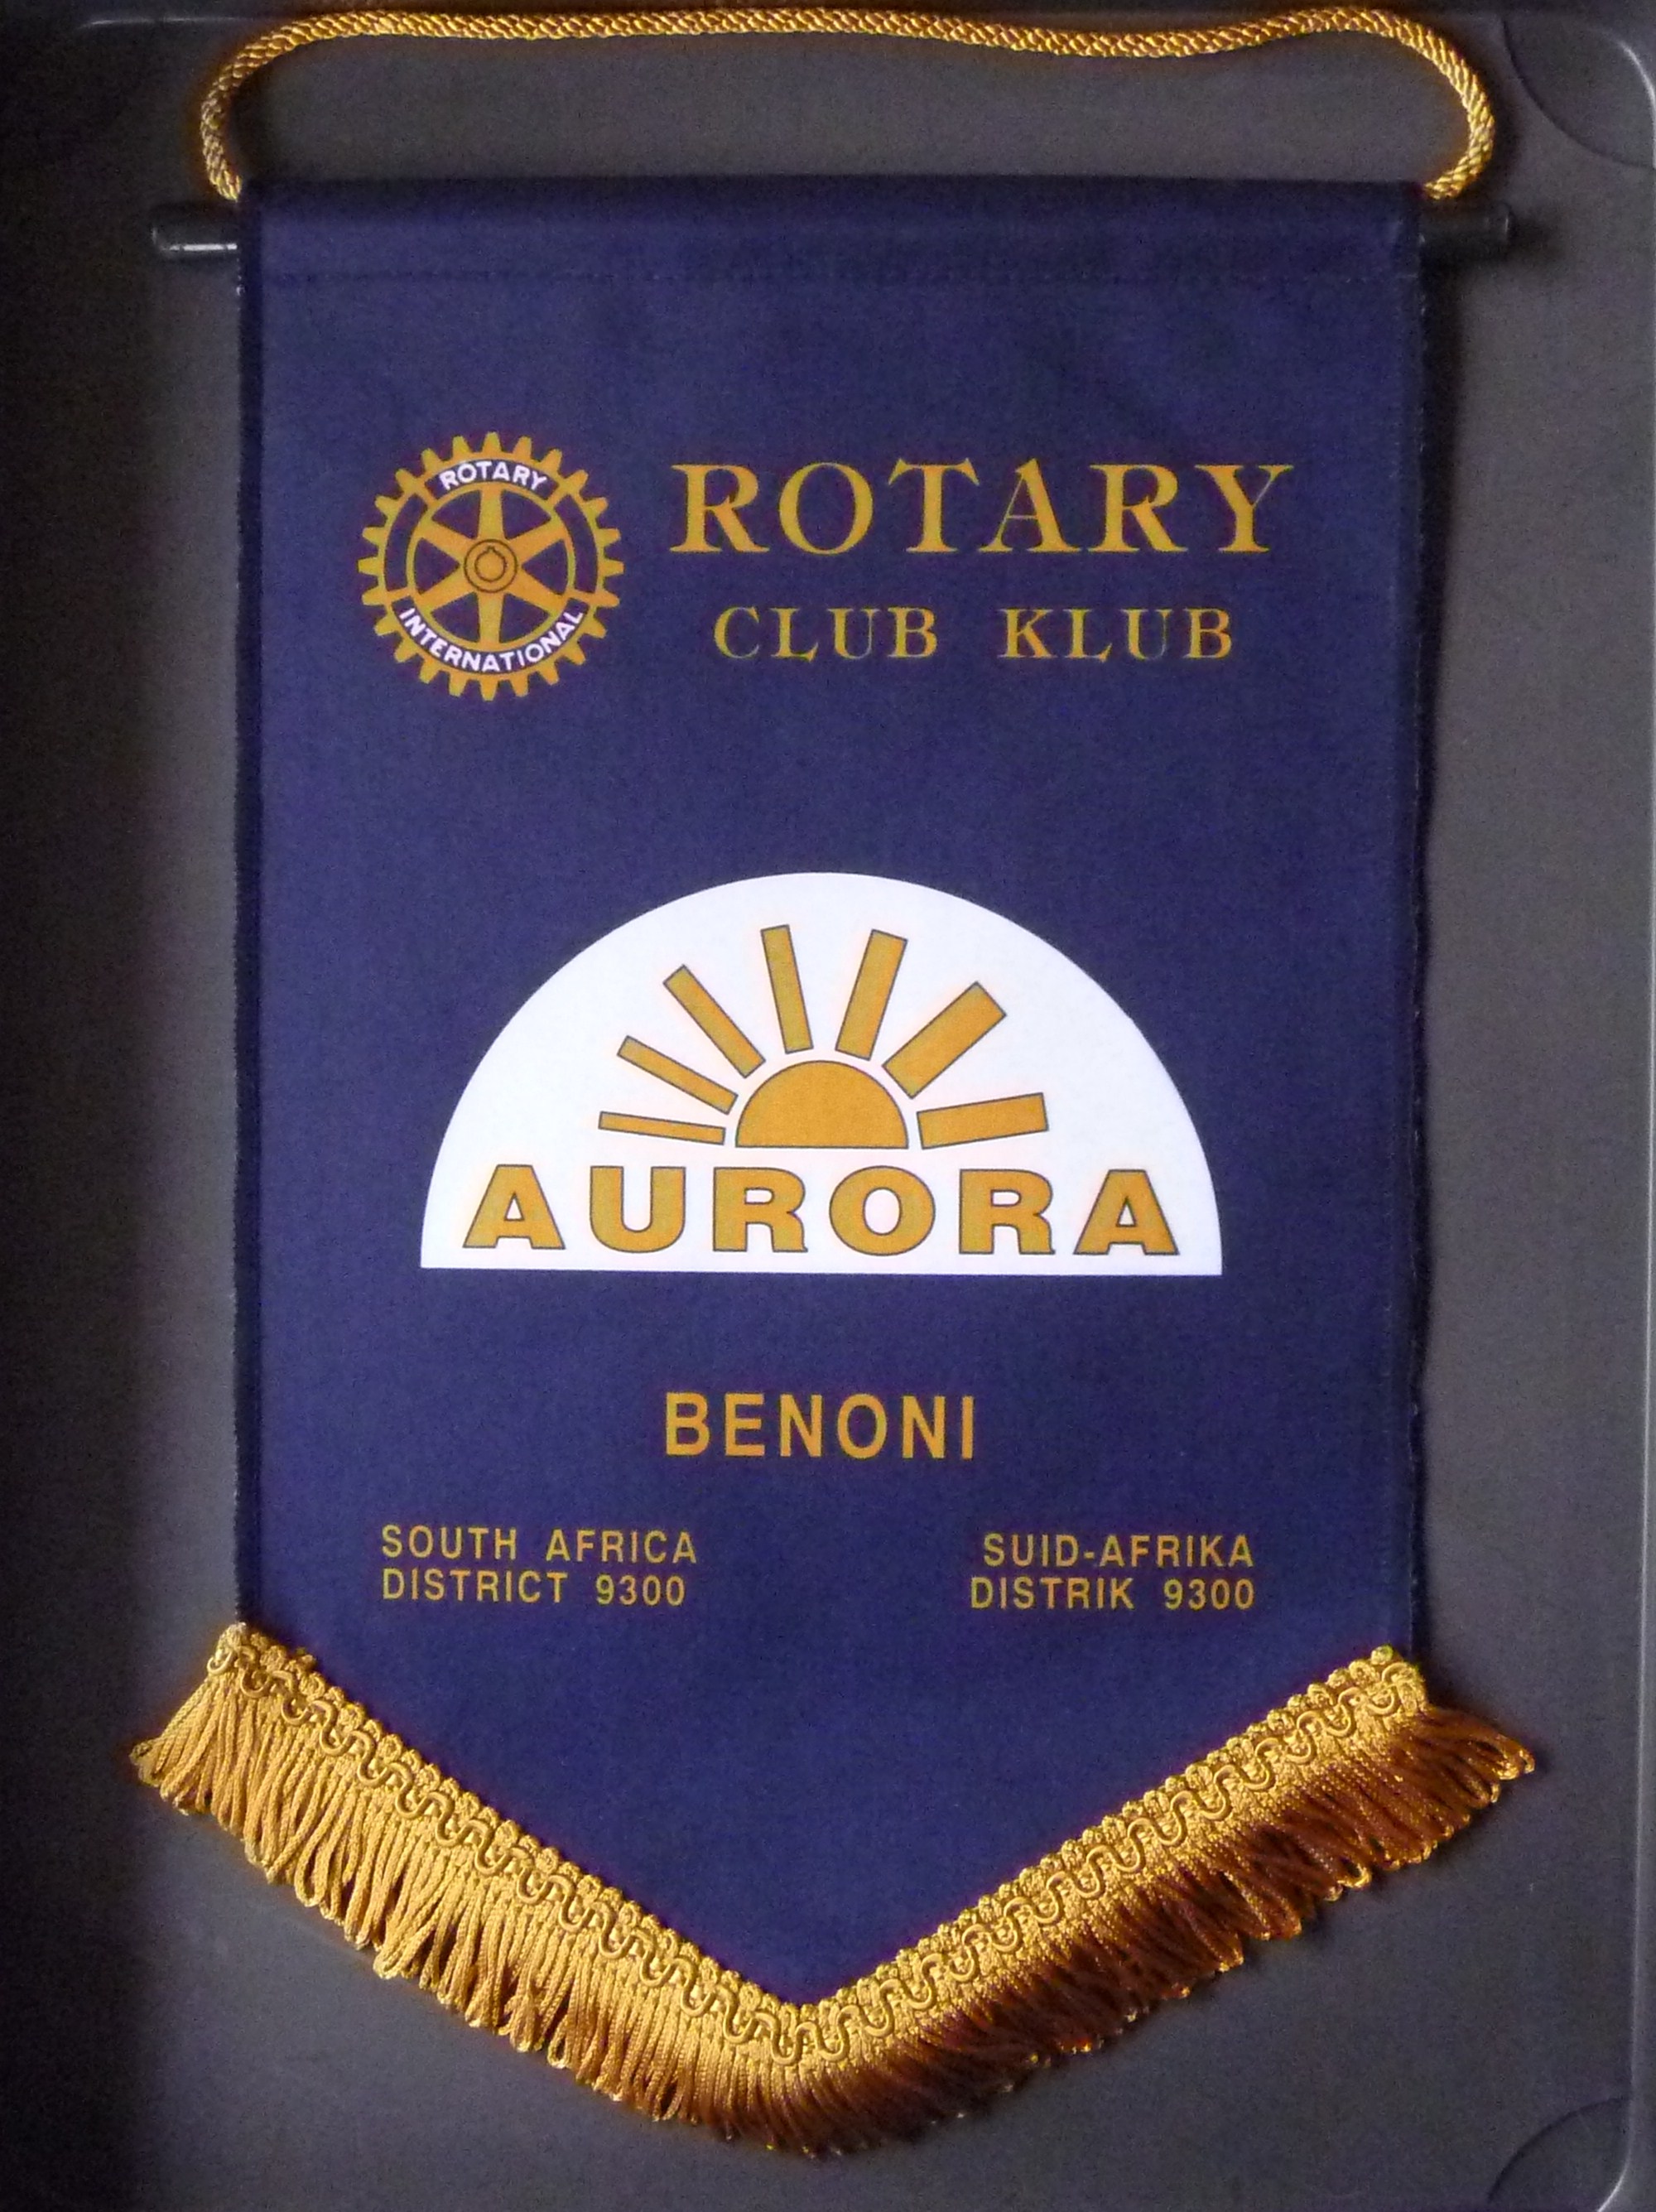 ROTARY
INTERNATIONAL
ROTARY
CLUB KLUB
AURORA
BENONI
SOUTH AFRICA
DISTRICT 9300
SUID-AFRIKA
DISTRIK 9300